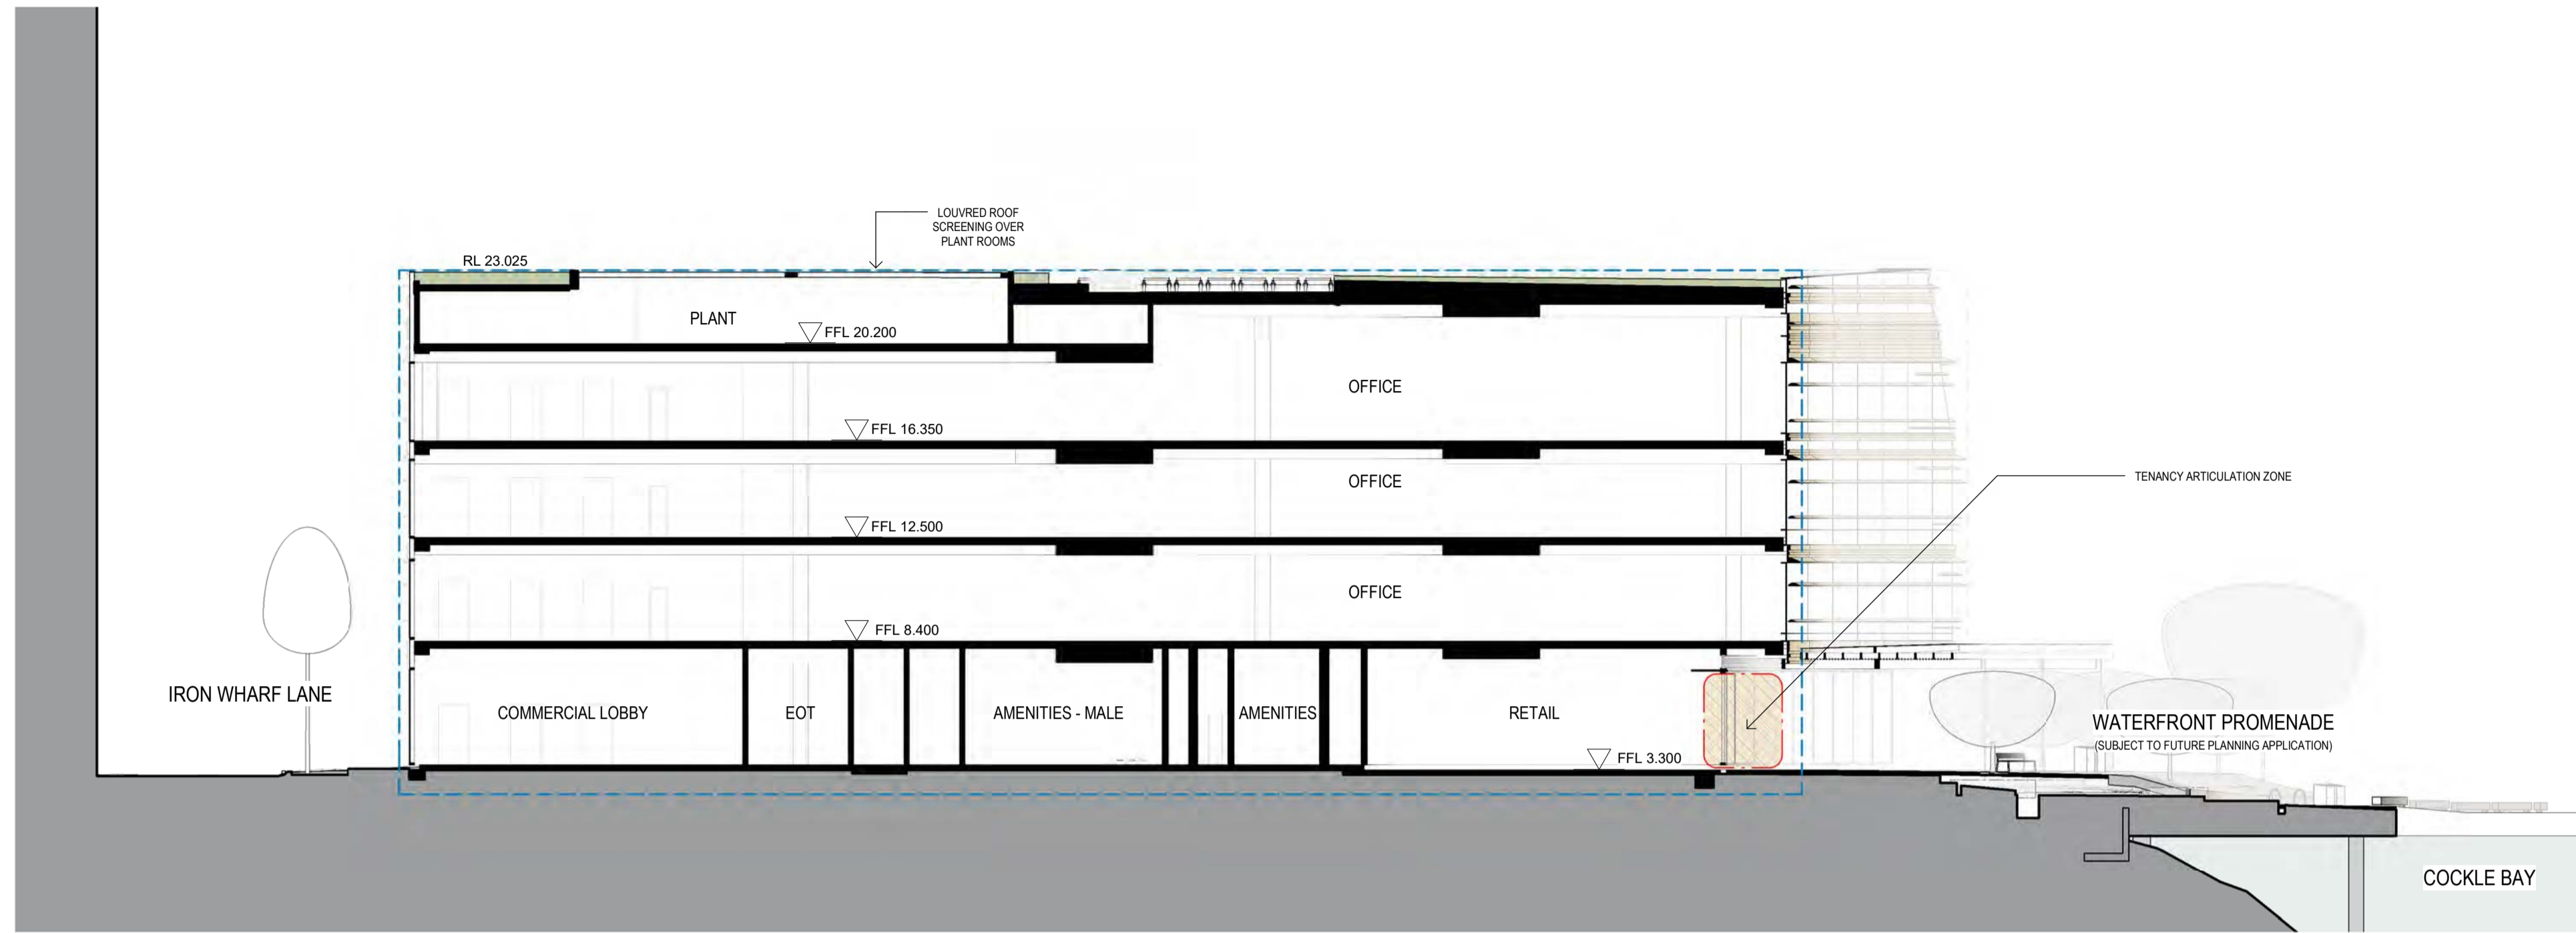 LOUVRED ROOF
SCREENING OVER
PLANT ROOMS
RL 23.025
PLANT
FFL 20.200
OFFICE
FFL 16.350
OFFICE
TENANCY ARTICULATION ZONE
FFL 12.500
OFFICE
FFL 8.400
IRON WHARF LANE
COMMERCIAL LOBBY
EOT
AMENITIES - MALE
AMENITIES
RETAIL
WATERFRONT PROMENADE
(SUBJECT TO FUTURE PLANNING APPLICATION)
FFL 3.300
COCKLE BAY